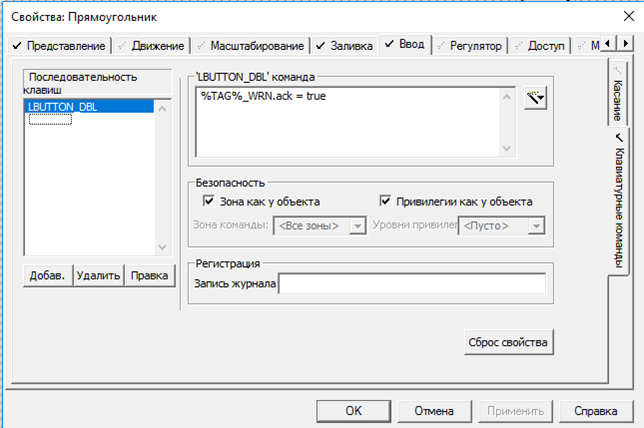 Свойства: Прямоугольник
Представление Движение Масштабирование Заливка Ввод Регулятор Доступ М
Последовательность
клавиш
LBUTTON_DBL
Добав. Удалить Правка
'LBUTTON_DBL' команда
%TAG%_WRN.ack = true
Безопасность
Зона как у объекта Привилегии как у объекта
Зона команды: <Все зоны> Уровни привилег <Пусто>
Регистрация
Запись журнала
Сброс свойства
Касание
Клавиатурные команды
OK Отмена Применить Справка